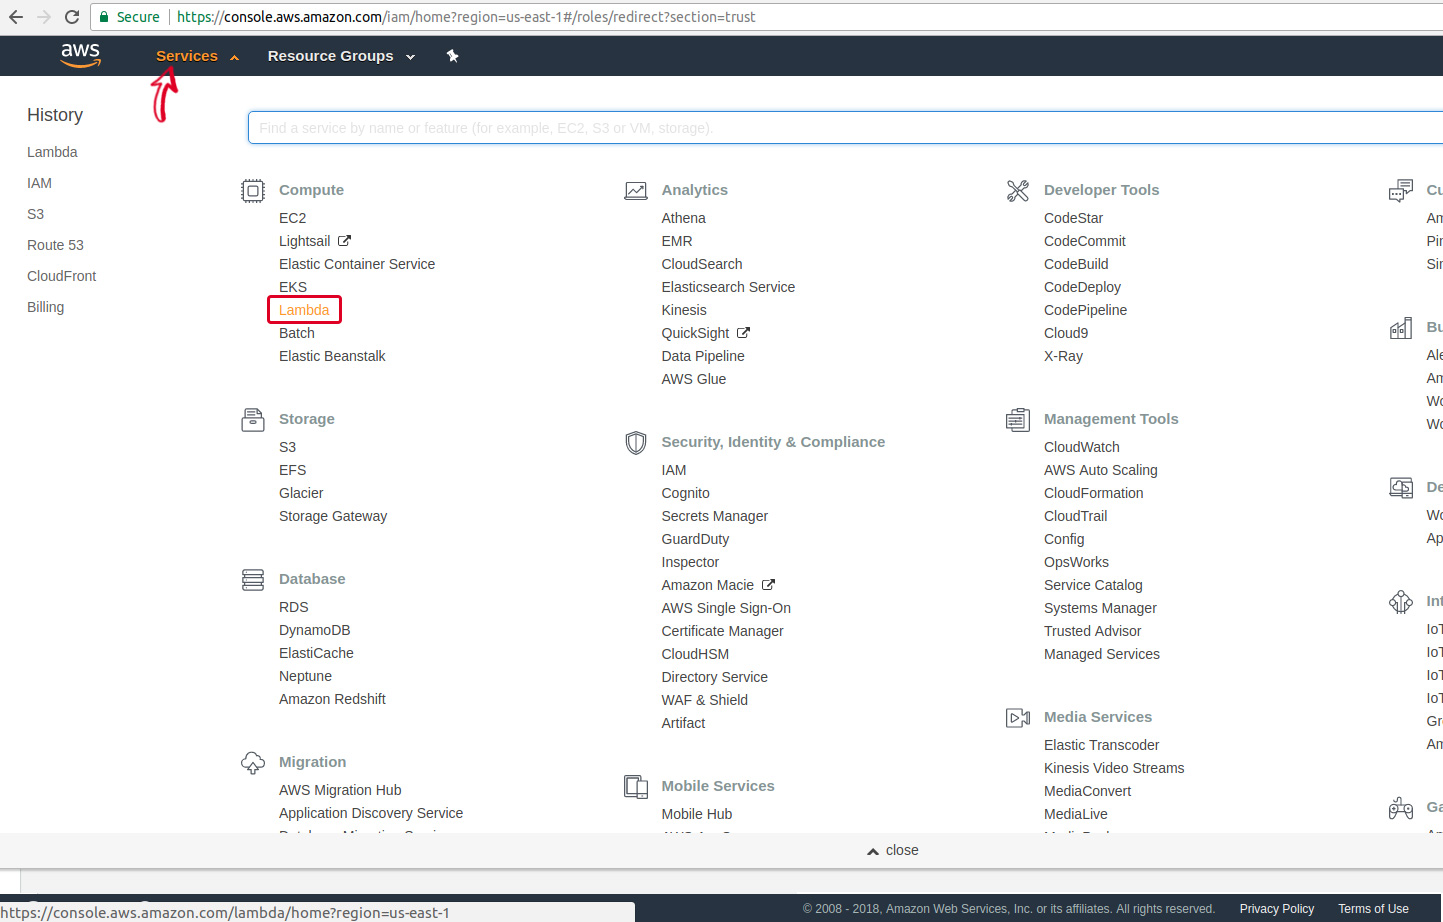 Secure https://console.aws.amazon.com/iam/home?region=us-east-1#/roles/redirect?section=trust
aws Services Resource Groups
History
Lambda
IAM
S3
Route 53
CloudFront
Billing
Find a service by name or feature (for example, EC2, S3 or VM, storage).
Compute
EC2
Lightsail
Elastic Container Service
EKS
Lambda
Batch
Elastic Beanstalk
Storage
S3
EFS
Glacier
Storage Gateway
Database
RDS
DynamoDB
ElastiCache
Neptune
Amazon Redshift
Migration
AWS Migration Hub
Application Discovery Service
Analytics
Athena
EMR
CloudSearch
Elasticsearch Service
Kinesis
QuickSight
Data Pipeline
AWS Glue
Security, Identity & Compliance
IAM
Cognito
Secrets Manager
GuardDuty
Inspector
Amazon Macie
AWS Single Sign-On
Certificate Manager
CloudHSM
Directory Service
WAF & Shield
Artifact
Mobile Services
Mobile Hub
Developer Tools
CodeStar
CodeCommit
CodeBuild
CodeDeploy
CodePipeline
Cloud9
X-Ray
Management Tools
CloudWatch
AWS Auto Scaling
CloudFormation
CloudTrail
Config
OpsWorks
Service Catalog
Systems Manager
Trusted Advisor
Managed Services
Media Services
Elastic Transcoder
Kinesis Video Streams
MediaConvert
MediaLive
Cu
Am
Pin
Sim
Bu
Ale
Am
Wo
Wo
De
Wo
Ap
Int
IoT
IoT
IoT
IoT
Gr
Am
Ga
close
https://console.aws.amazon.com/lambda/home?region=us-east-1
© 2008 - 2018, Amazon Web Services, Inc. or its affiliates. All rights reserved. Privacy Policy Terms of Use